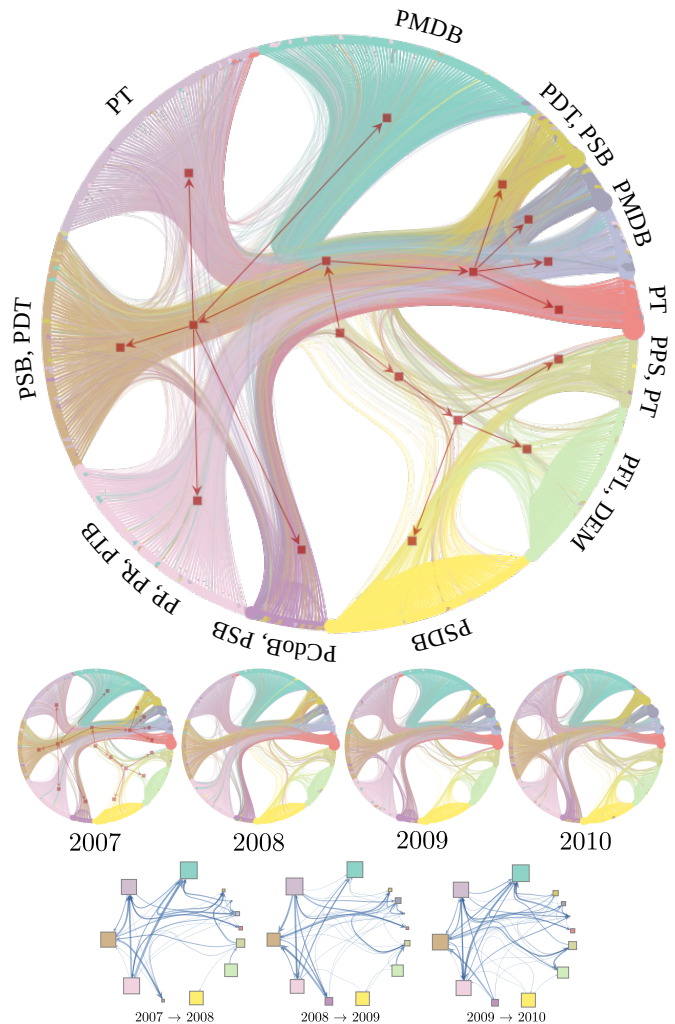 PMDB
PT
PDT, PSB
PMDB
PT
PSB, PDT
PPS, PT
PFL, DEM
PP, PR, PTB
PCdoB, PSB
PSDB
2007
2008
2009
2010
2007 → 2008
2008 → 2009
2009 → 2010